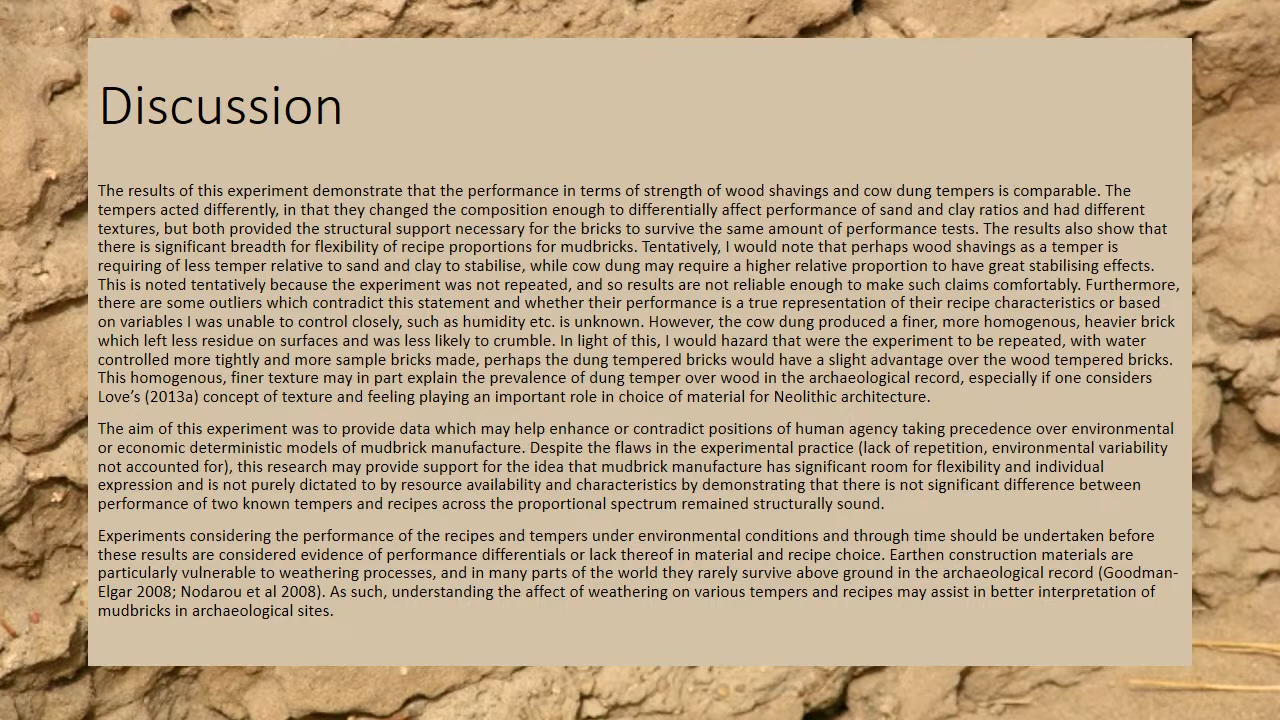 Discussion
The results of this experiment demonstrate that the performance in terms of strength of wood shavings and cow dung tempers is comparable. The
tempers acted differently, in that they changed the composition enough to differentially affect performance of sand and clay ratios and had different
textures, but both provided the structural support necessary for the bricks to survive the same amount of performance tests. The results also show that
there is significant breadth for flexibility of recipe proportions for mudbricks. Tentatively, I would note that perhaps wood shavings as a temper is
requiring of less temper relative to sand and clay to stabilise, while cow dung may require a higher relative proportion to have great stabilising effects.
This is noted tentatively because the experiment was not repeated, and so results are not reliable enough to make such claims comfortably. Furthermore,
there are some outliers which contradict this statement and whether their performance is a true representation of their recipe characteristics or based
on variables I was unable to control closely, such as humidity etc. is unknown. However, the cow dung produced a finer, more homogenous, heavier brick
which left less residue on surfaces and was less likely to crumble. In light of this, I would hazard that were the experiment to be repeated, with water
controlled more tightly and more sample bricks made, perhaps the dung tempered bricks would have a slight advantage over the wood tempered bricks.
This homogenous, finer texture may in part explain the prevalence of dung temper over wood in the archaeological record, especially if one considers
Love's (2013a) concept of texture and feeling playing an important role in choice of material for Neolithic architecture.
The aim of this experiment was to provide data which may help enhance or contradict positions of human agency taking precedence over environmental
or economic deterministic models of mudbrick manufacture. Despite the flaws in the experimental practice (lack of repetition, environmental variability
not accounted for), this research may provide support for the idea that mudbrick manufacture has significant room for flexibility and individual
expression and is not purely dictated to by resource availability and characteristics by demonstrating that there is not significant difference between
performance of two known tempers and recipes across the proportional spectrum remained structurally sound.
Experiments considering the performance of the recipes and tempers under environmental conditions and through time should be undertaken before
these results are considered evidence of performance differentials or lack thereof in material and recipe choice. Earthen construction materials are
particularly vulnerable to weathering processes, and in many parts of the world they rarely survive above ground in the archaeological record (Goodman-
Elgar 2008; Nodarou et al 2008). As such, understanding the affect of weathering on various tempers and recipes may assist in better interpretation of
mudbricks in archaeological sites.